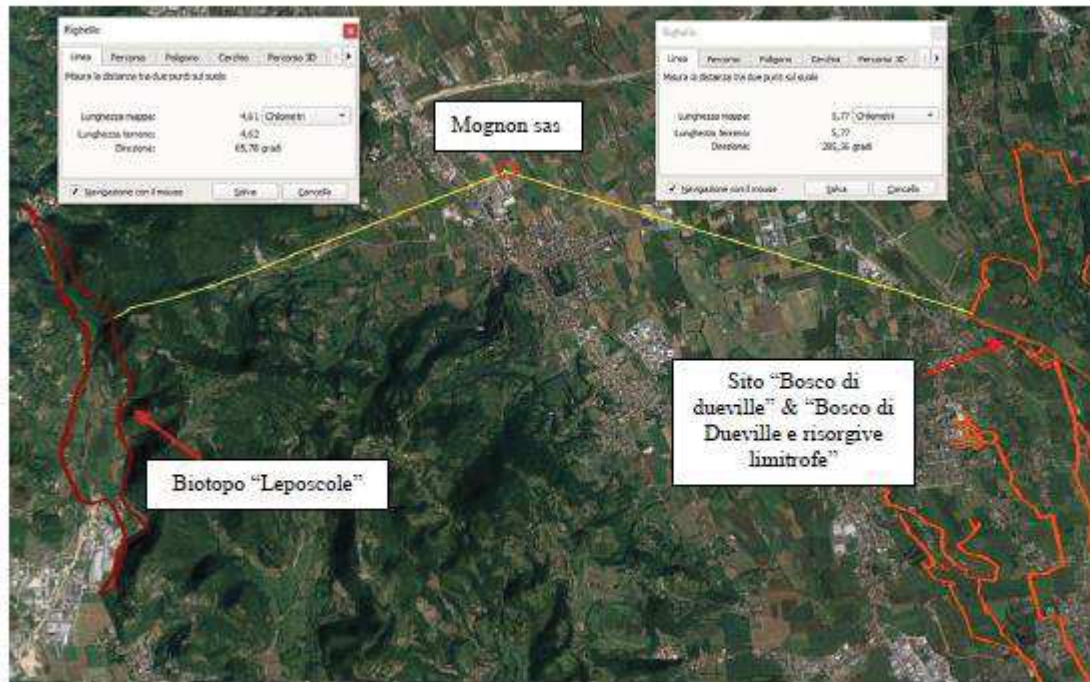 Righello
Linea Percorso Poligono Cerchio Percorso 3D
Misura la distanza tra due punti sul suolo
Lunghezza mappa: 4,61 Chilometri
Lunghezza terreno: 4,62
Direzione: 65,78 gradi
Navigazione con il mouse Salva Cancella
Righello
Linea Percorso Poligono Cerchio Percorso 3D
Misura la distanza tra due punti sul suolo
Lunghezza mappa: 5,77 Chilometri
Lunghezza terreno: 5,77
Direzione: gradi
Navigazione con il mouse Salva Cancella
Mognon sas
Sito “Bosco di
dueville” & “Bosco di
Dueville e risorgive
limitrofe”
Biotopo “Leposcole”